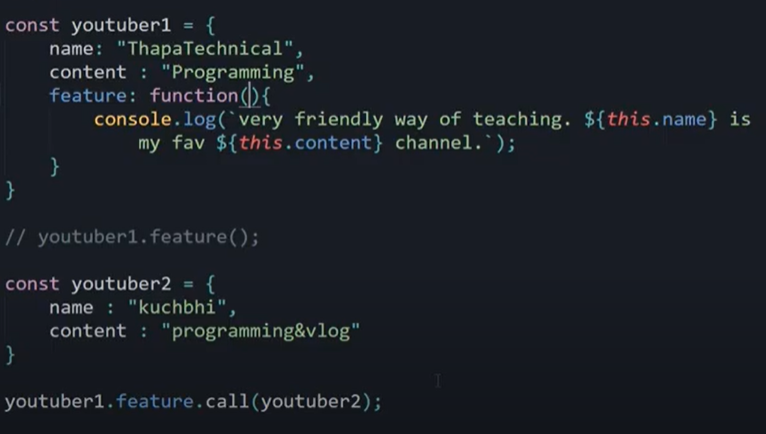 const youtuber1 = {
    name: "ThapaTechnical",
    content : "Programming",
    feature: function(){
        console.log(`very friendly way of teaching. ${this.name} is
            my fav ${this.content} channel.`);
    }
}
// youtuber1.feature();
const youtuber2 = {
    name : "kuchbhi",
    content : "programming&vlog"
}
youtuber1.feature.call(youtuber2);